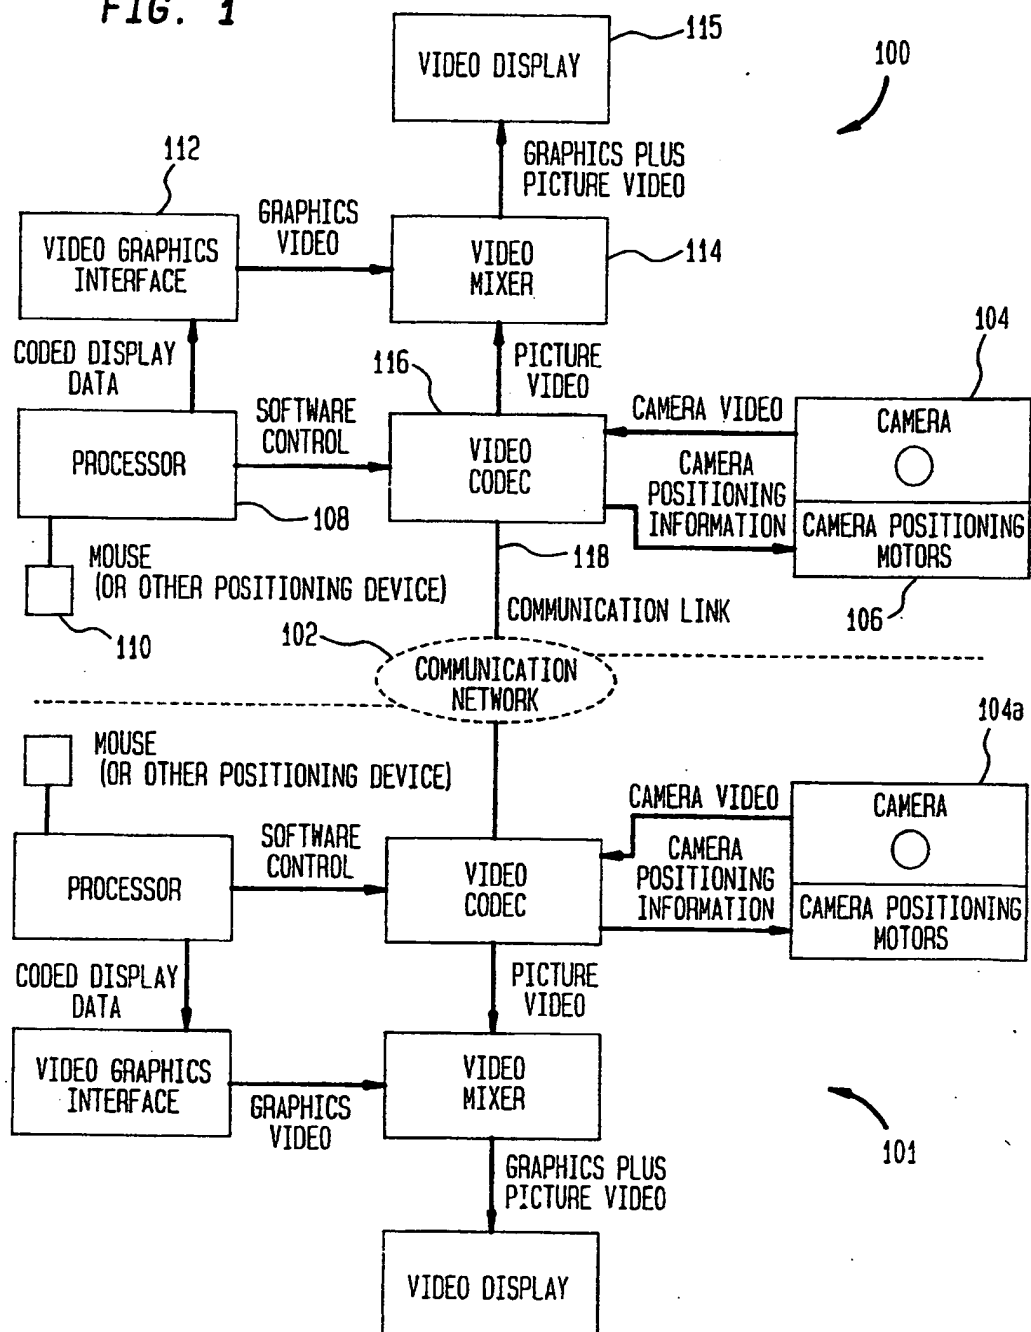 FIG. 1
VIDEO DISPLAY
115
100
GRAPHICS PLUS
PICTURE VIDEO
112
VIDEO GRAPHICS
INTERFACE
GRAPHICS
VIDEO
VIDEO
MIXER
114
CODED DISPLAY
DATA
116
PICTURE
VIDEO
104
PROCESSOR
108
SOFTWARE
CONTROL
VIDEO
CODEC
CAMERA VIDEO
CAMERA
POSITIONING
INFORMATION
CAMERA
CAMERA POSITIONING
MOTORS
106
MOUSE
(OR OTHER POSITIONING DEVICE)
110
118
COMMUNICATION LINK
102
COMMUNICATION
NETWORK
MOUSE
(OR OTHER POSITIONING DEVICE)
104a
PROCESSOR
SOFTWARE
CONTROL
VIDEO
CODEC
CAMERA VIDEO
CAMERA
POSITIONING
INFORMATION
CAMERA
CAMERA POSITIONING
MOTORS
CODED DISPLAY
DATA
PICTURE
VIDEO
VIDEO GRAPHICS
INTERFACE
GRAPHICS
VIDEO
VIDEO
MIXER
101
GRAPHICS PLUS
PICTURE VIDEO
VIDEO DISPLAY